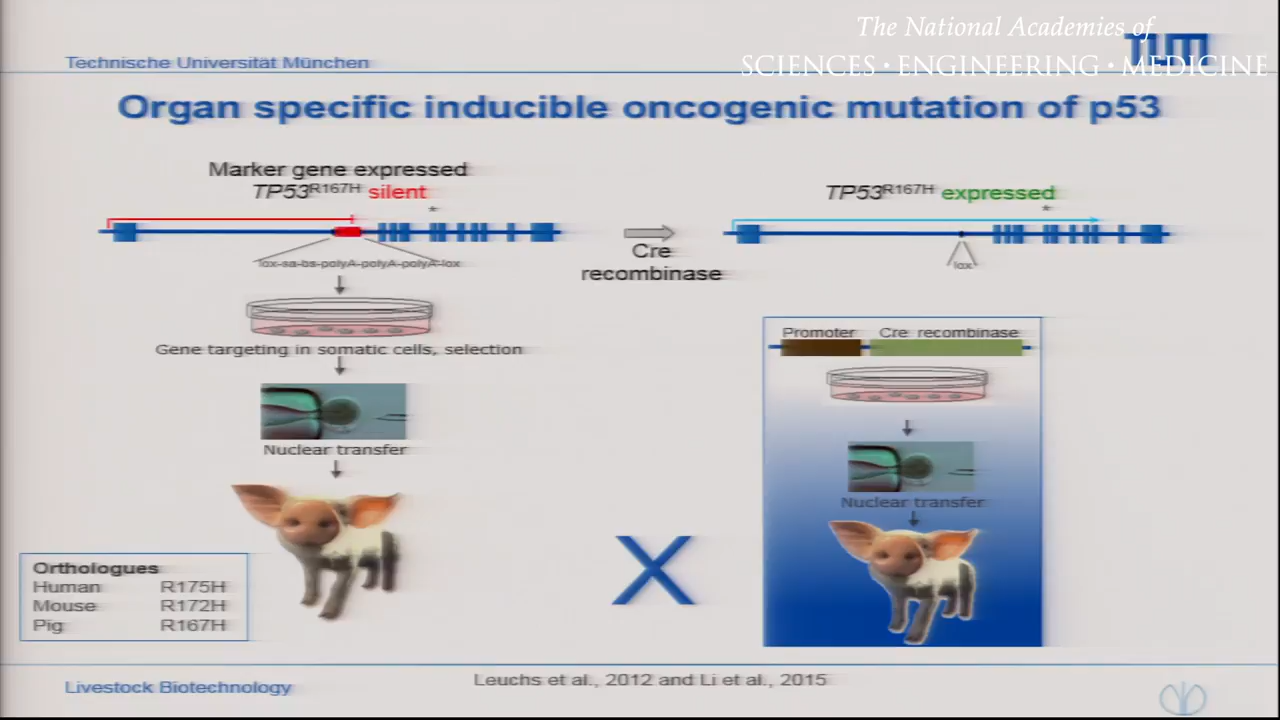 The National Academies of
SCIENCES · ENGINEERING · MEDICINE
Technische Universität München
TUM
Organ specific inducible oncogenic mutation of p53
Marker gene expressed
TP53R167H silent
*
TP53R167H expressed
*
lox-sa-bs-polyA-polyA-polyA-lox
Cre
recombinase
lox
Gene targeting in somatic cells, selection
Nuclear transfer
Promoter
Cre recombinase
Nuclear transfer
X
Orthologues
Human R175H
Mouse R172H
Pig R167H
Livestock Biotechnology
Leuchs et al., 2012 and Li et al., 2015